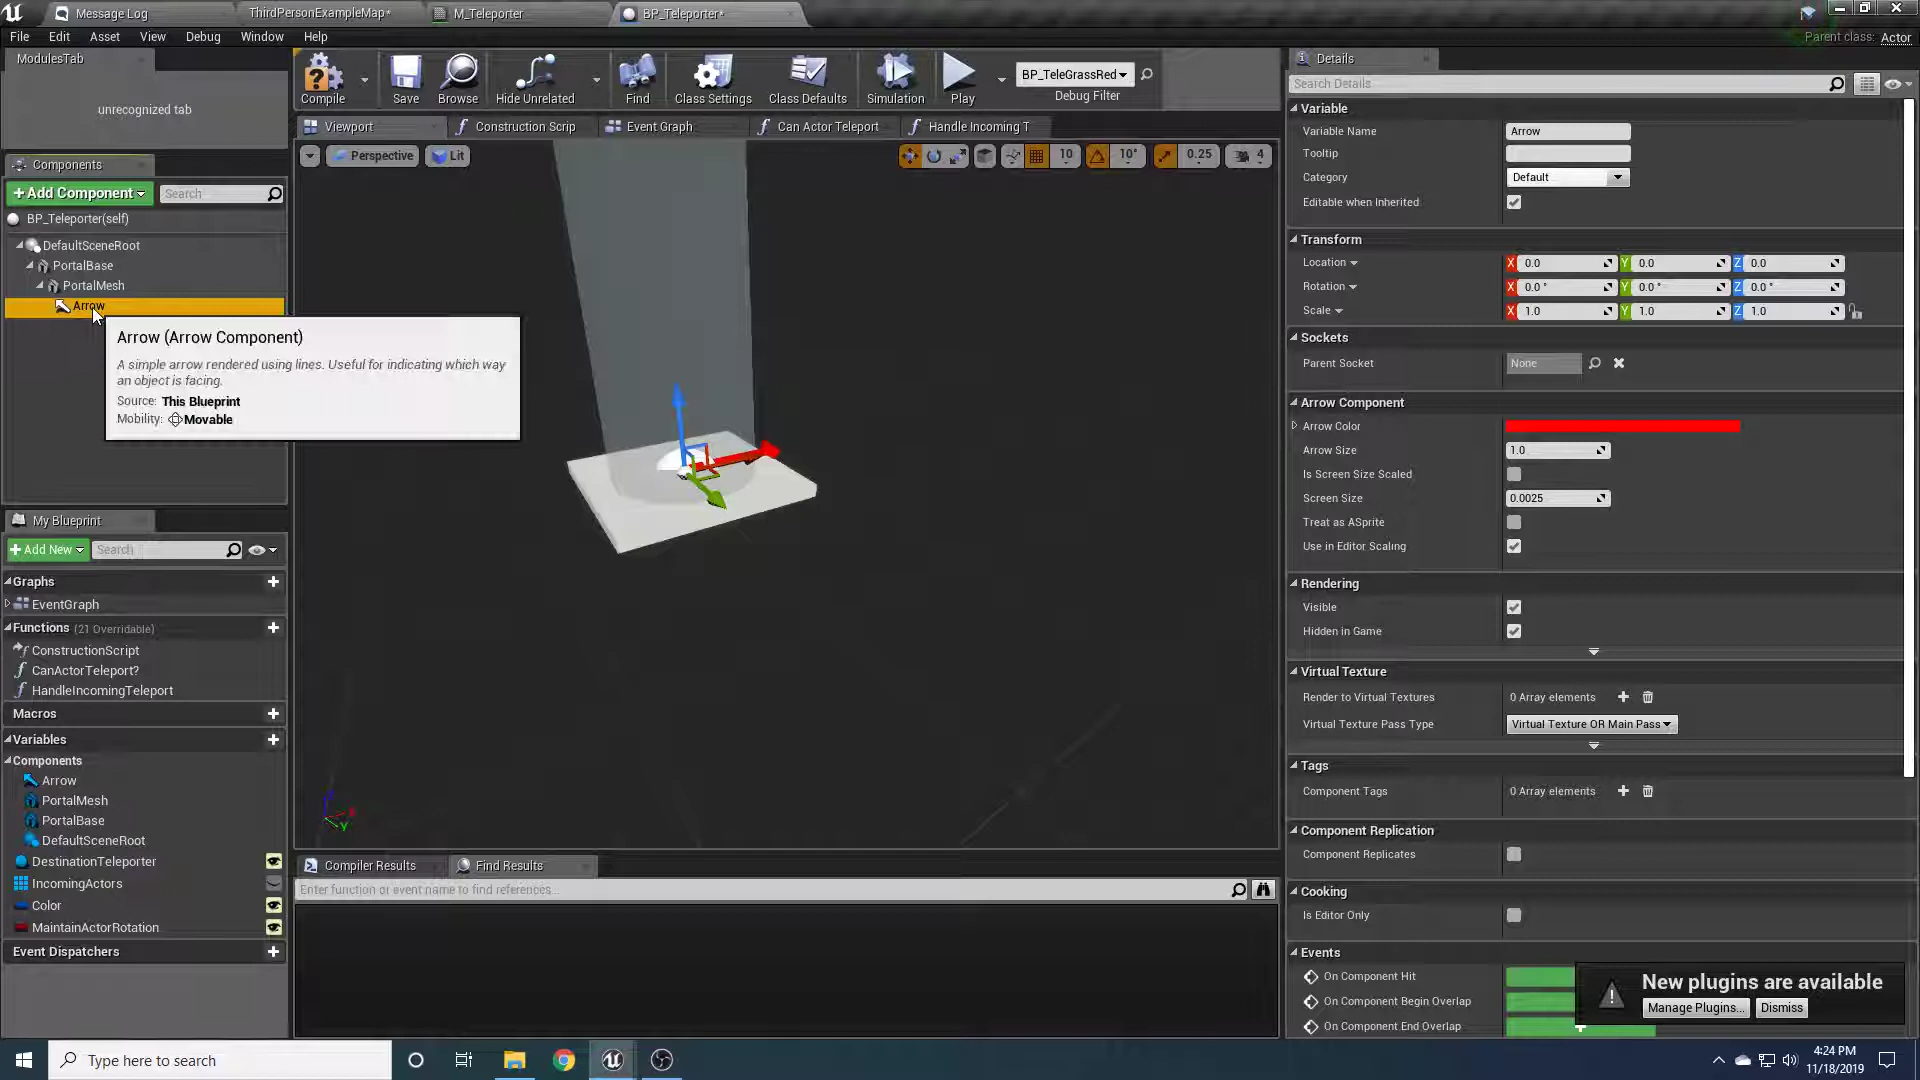 Message Log
ThirdPersonExampleMap*
M_Teleporter
BP_Teleporter*
File Edit Asset View Debug Window Help
Parent class: Actor
ModulesTab
unrecognized tab
Compile
Save
Browse
Hide Unrelated
Find
Class Settings
Class Defaults
Simulation
Play
BP_TeleGrassRed
Debug Filter
Viewport
Construction Scrip
Event Graph
Can Actor Teleport
Handle Incoming T
Perspective
Lit
10
10°
0.25
4
Components
+Add Component
Search
BP_Teleporter(self)
DefaultSceneRoot
PortalBase
PortalMesh
Arrow
Arrow (Arrow Component)
A simple arrow rendered using lines. Useful for indicating which way
an object is facing.
Source: This Blueprint
Mobility: Movable
My Blueprint
+Add New
Search
Graphs
EventGraph
Functions (21 Overridable)
ConstructionScript
CanActorTeleport?
HandleIncomingTeleport
Macros
Variables
Components
Arrow
PortalMesh
PortalBase
DefaultSceneRoot
DestinationTeleporter
IncomingActors
Color
MaintainActorRotation
Event Dispatchers
X
Y
Compiler Results
Find Results
Enter function or event name to find references...
Details
Search Details
Variable
Variable Name Arrow
Tooltip
Category Default
Editable when Inherited
Transform
Location X 0.0 Y 0.0 Z 0.0
Rotation X 0.0 ° Y 0.0 ° Z 0.0 °
Scale X 1.0 Y 1.0 Z 1.0
Sockets
Parent Socket None
Arrow Component
Arrow Color
Arrow Size 1.0
Is Screen Size Scaled
Screen Size 0.0025
Treat as ASprite
Use in Editor Scaling
Rendering
Visible
Hidden in Game
Virtual Texture
Render to Virtual Textures 0 Array elements
Virtual Texture Pass Type Virtual Texture OR Main Pass
Tags
Component Tags 0 Array elements
Component Replication
Component Replicates
Cooking
Is Editor Only
Events
On Component Hit
On Component Begin Overlap
On Component End Overlap
New plugins are available
Manage Plugins... Dismiss
Type here to search
4:24 PM
11/18/2019